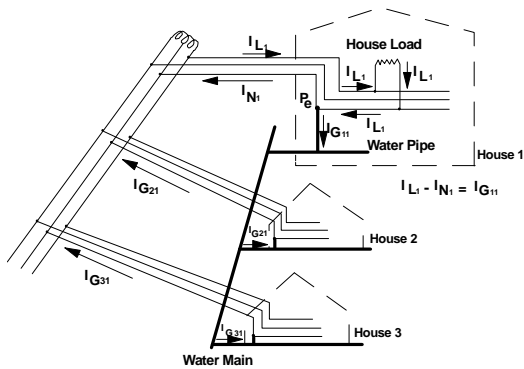 I L1
House Load
I L1
I L1
I N1
Pe
I L1
I G11
Water Pipe
House 1
I L1 - I N1 = I G11
I G21
I G21
House 2
I G31
I G31
House 3
Water Main